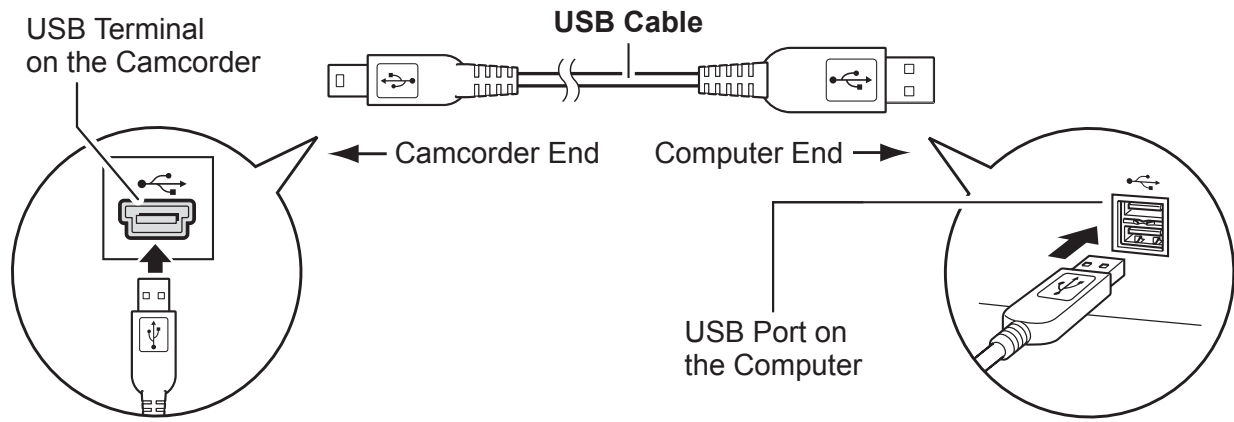 USB Terminal
on the Camcorder
USB Cable
Camcorder End
Computer End
USB Port on
the Computer